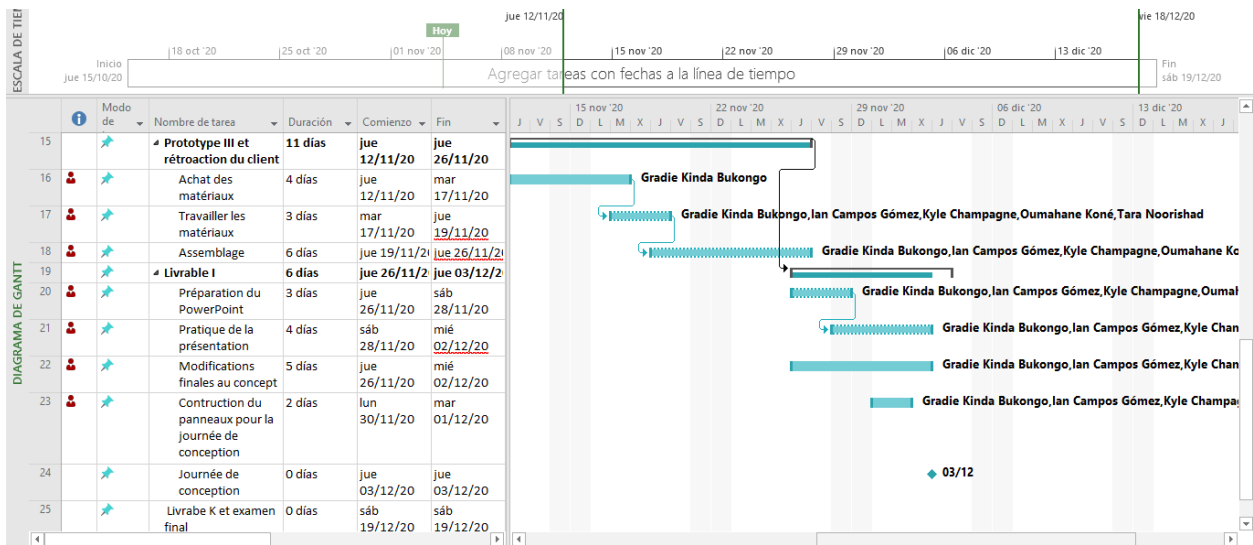 ESCALA DE TIEM
jue 12/11/20
vie 18/12/20
Hoy
18 oct '20 25 oct '20 01 nov '20 08 nov '20 15 nov '20 22 nov '20 29 nov '20 06 dic '20 13 dic '20
Inicio
jue 15/10/20
Agregar tareas con fechas a la línea de tiempo
Fin
sáb 19/12/20
DIAGRAMA DE GANTT
Modo de Nombre de tarea Duración Comienzo Fin
15 nov '20 22 nov '20 29 nov '20 06 dic '20 13 dic '20
J V S D L M X J V S D L M X J V S D L M X J V S D L M X J V S D L M X J
15 Prototype III et 11 días jue jue
rétroaction du client 12/11/20 26/11/20
16 Achat des 4 días jue mar Gradie Kinda Bukongo
matériaux 12/11/20 17/11/20
17 Travailler les 3 días mar jue Gradie Kinda Bukongo,Ian Campos Gómez,Kyle Champagne,Oumahane Koné,Tara Noorishad
matériaux 17/11/20 19/11/20
18 Assemblage 6 días jue 19/11/20 jue 26/11/20 Gradie Kinda Bukongo,Ian Campos Gómez,Kyle Champagne,Oumahane Ko
19 Livrable I 6 días jue 26/11/2 jue 03/12/2
20 Préparation du 3 días jue sáb Gradie Kinda Bukongo,Ian Campos Gómez,Kyle Champagne,Oumah
PowerPoint 26/11/20 28/11/20
21 Pratique de la 4 días sáb mié Gradie Kinda Bukongo,Ian Campos Gómez,Kyle Chan
présentation 28/11/20 02/12/20
22 Modifications 5 días jue mié Gradie Kinda Bukongo,Ian Campos Gómez,Kyle Chan
finales au concept 26/11/20 02/12/20
23 Contruction du 2 días lun mar Gradie Kinda Bukongo,Ian Campos Gómez,Kyle Champag
panneaux pour la 30/11/20 01/12/20
journée de
conception
24 Journée de 0 días jue jue 03/12
conception 03/12/20 03/12/20
25 Livrabe K et examen 0 días sáb sáb
final 19/12/20 19/12/20